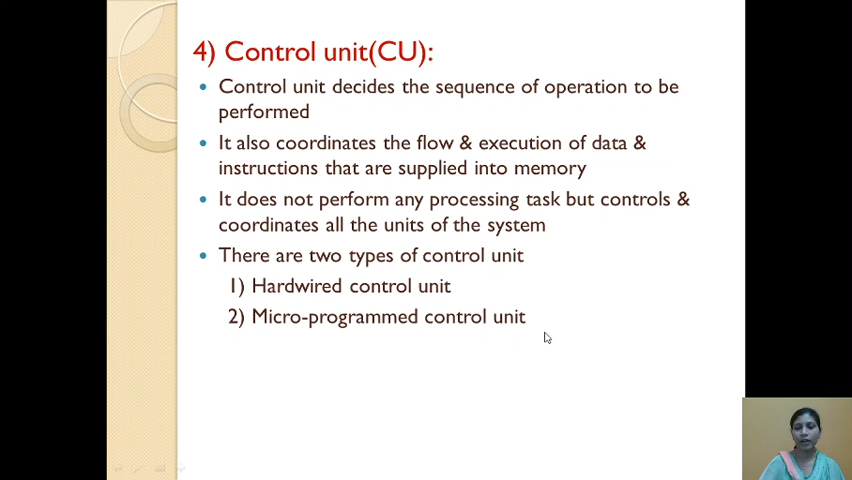 4) Control unit(CU):
Control unit decides the sequence of operation to be
performed
It also coordinates the flow & execution of data &
instructions that are supplied into memory
It does not perform any processing task but controls &
coordinates all the units of the system
There are two types of control unit
1) Hardwired control unit
2) Micro-programmed control unit